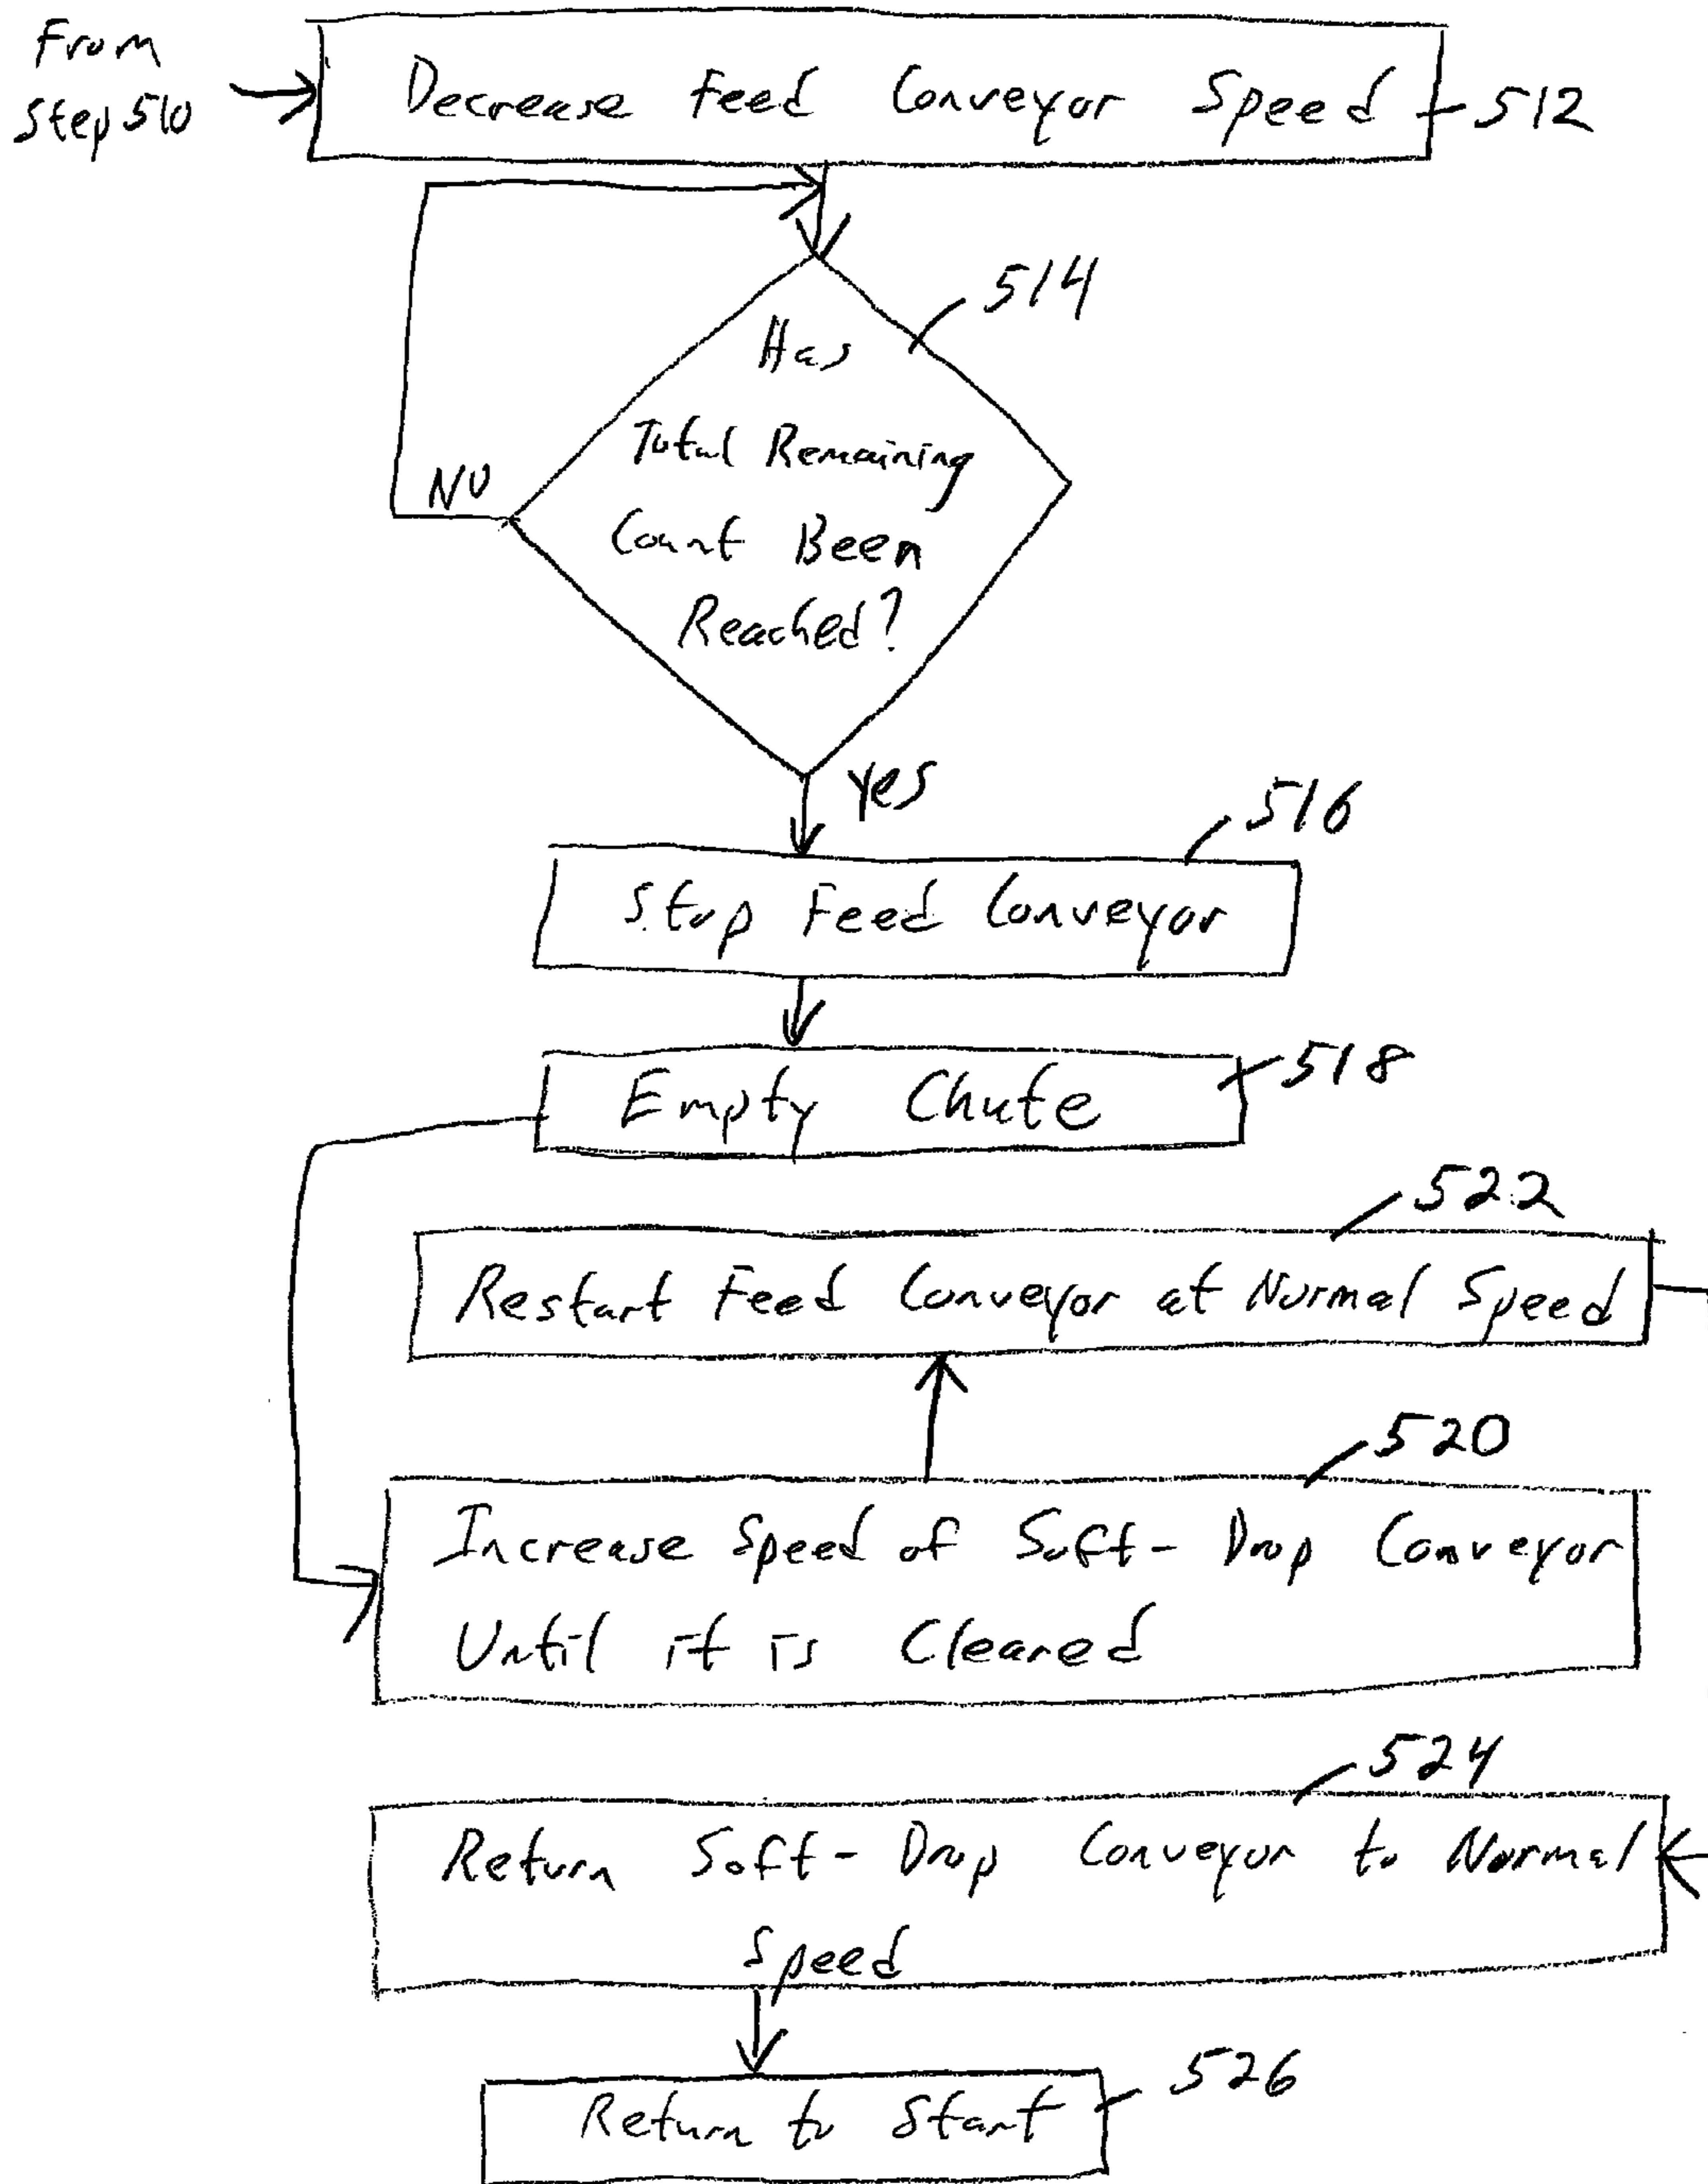 From
Step 510
Decrease Feed Conveyor Speed
512
514
Has
Total Remaining
Count Been
Reached?
NO
Yes
516
Stop Feed Conveyor
518
Empty Chute
522
Restart Feed Conveyor at Normal Speed
520
Increase Speed of Soft-Drop Conveyor
Until it is Cleared
524
Return Soft-Drop Conveyor to Normal
Speed
526
Return to Start